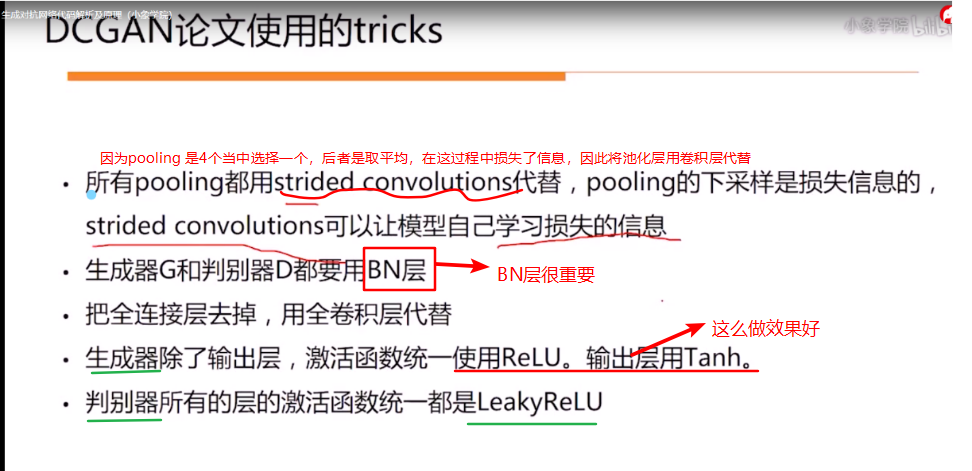 生成对抗网络代码解析及原理（小象学院）
DCGAN论文使用的tricks
小象学院 bilibili
因为pooling 是4个当中选择一个，后者是取平均，在这过程中损失了信息，因此将池化层用卷积层代替
• 所有pooling都用strided convolutions代替，pooling的下采样是损失信息的，
strided convolutions可以让模型自己学习损失的信息
• 生成器G和判别器D都要用BN层
BN层很重要
• 把全连接层去掉，用全卷积层代替
这么做效果好
• 生成器除了输出层，激活函数统一使用ReLU。输出层用Tanh。
• 判别器所有的层的激活函数统一都是LeakyReLU